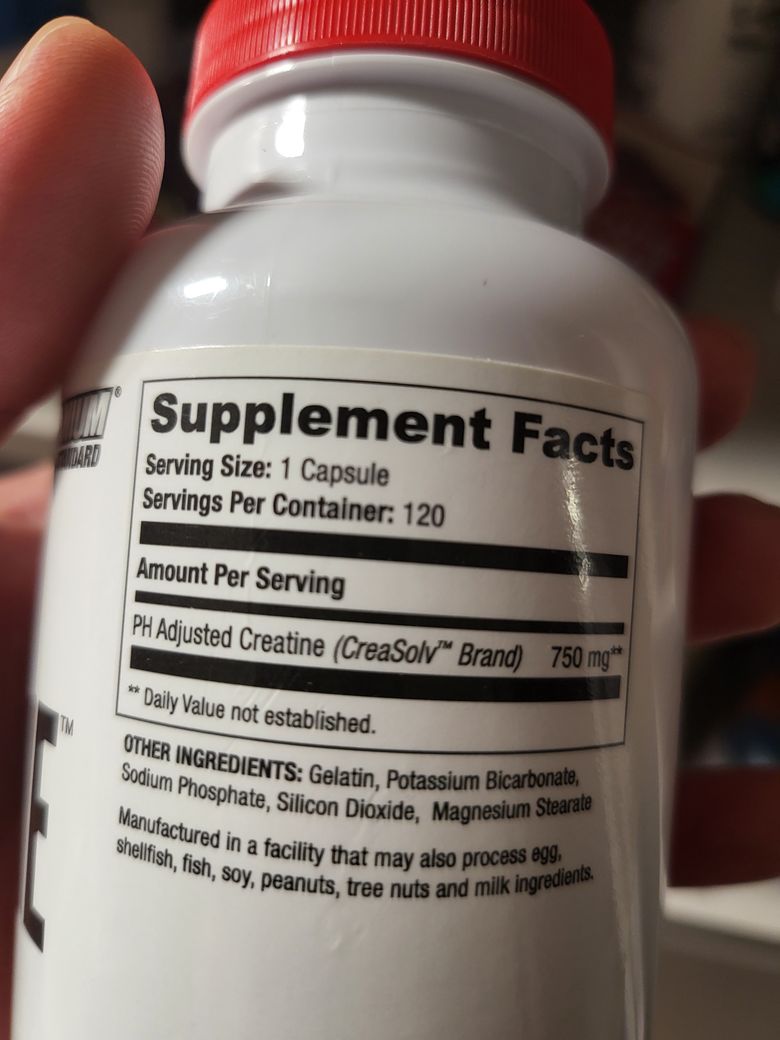 UM®
Supplement Facts
Serving Size: 1 Capsule
Servings Per Container: 120
Amount Per Serving
PH Adjusted Creatine (CreaSolv™ Brand) 750 mg**
** Daily Value not established.
E™
OTHER INGREDIENTS: Gelatin, Potassium Bicarbonate,
Sodium Phosphate, Silicon Dioxide, Magnesium Stearate
Manufactured in a facility that may also process egg,
shellfish, fish, soy, peanuts, tree nuts and milk ingredients.